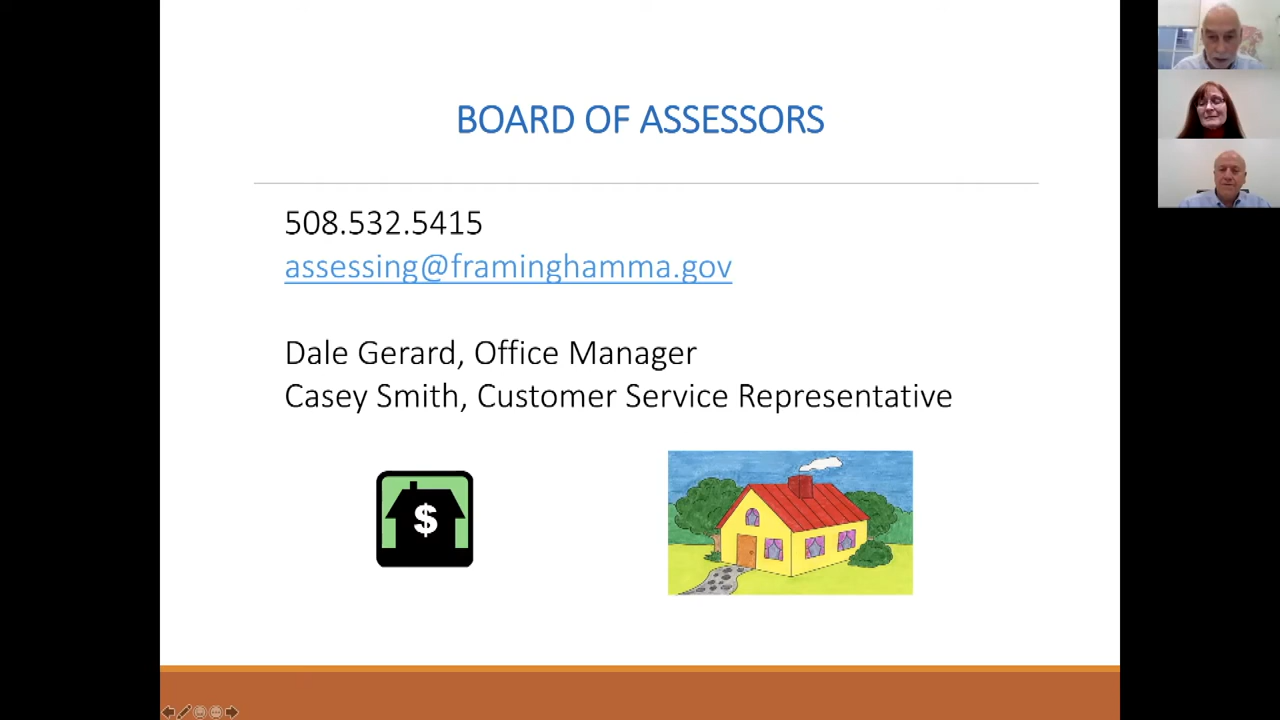 BOARD OF ASSESSORS
508.532.5415
assessing@framinghamma.gov
Dale Gerard, Office Manager
Casey Smith, Customer Service Representative
$